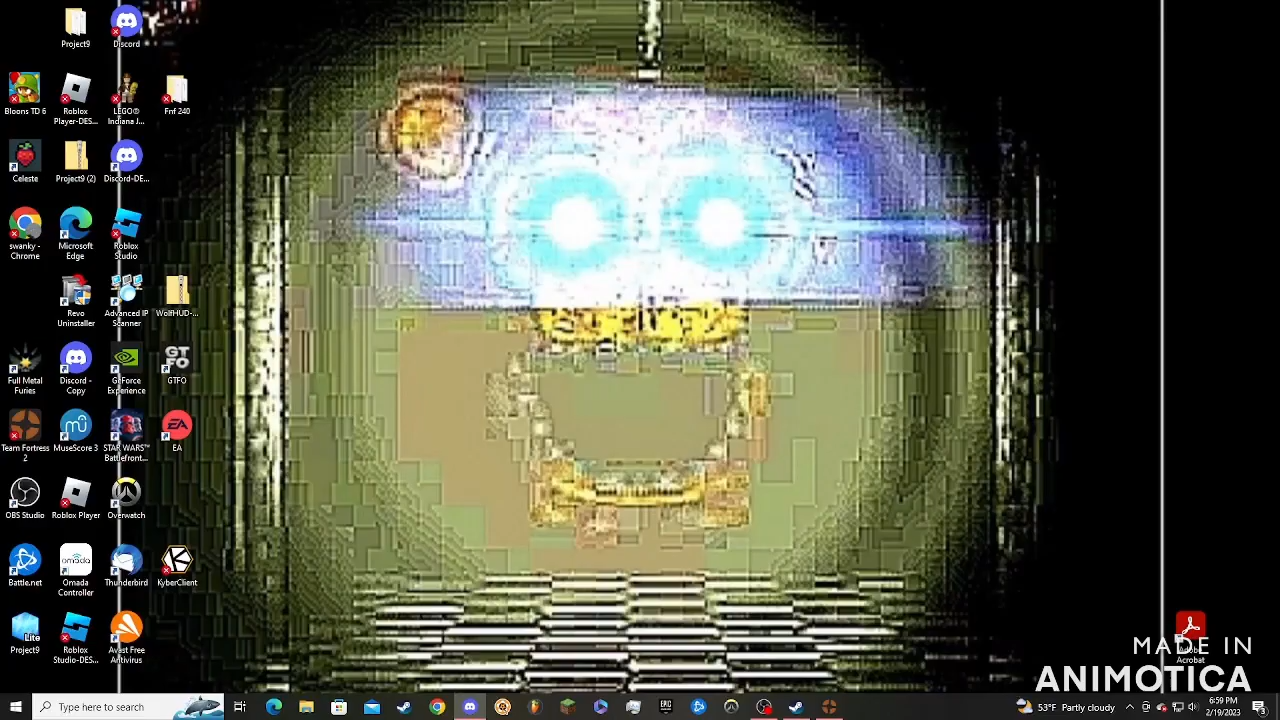 Project9
Discord
Bloons TD 6
Roblox Player-DES...
LEGO® Indiana J...
Fnf 240
Celeste
Project9 (2)
Discord-DE...
swanky - Chrome
Microsoft Edge
Roblox Studio
Revo Uninstaller
Advanced IP Scanner
WolfHUD-...
Full Metal Furies
Discord - Copy
GeForce Experience
GTFO
Team Fortress 2
MuseScore 3
STAR WARS™ Battlefront...
EA
OBS Studio
Roblox Player
Overwatch
Battle.net
Omada Controller
Thunderbird
KyberClient
Project9
Roblox
Avast Free Antivirus
Acrobat
MADE IN
ANIMOTICA
Type here to search
53°F Partly cloudy
6:59 PM
2/19/2023